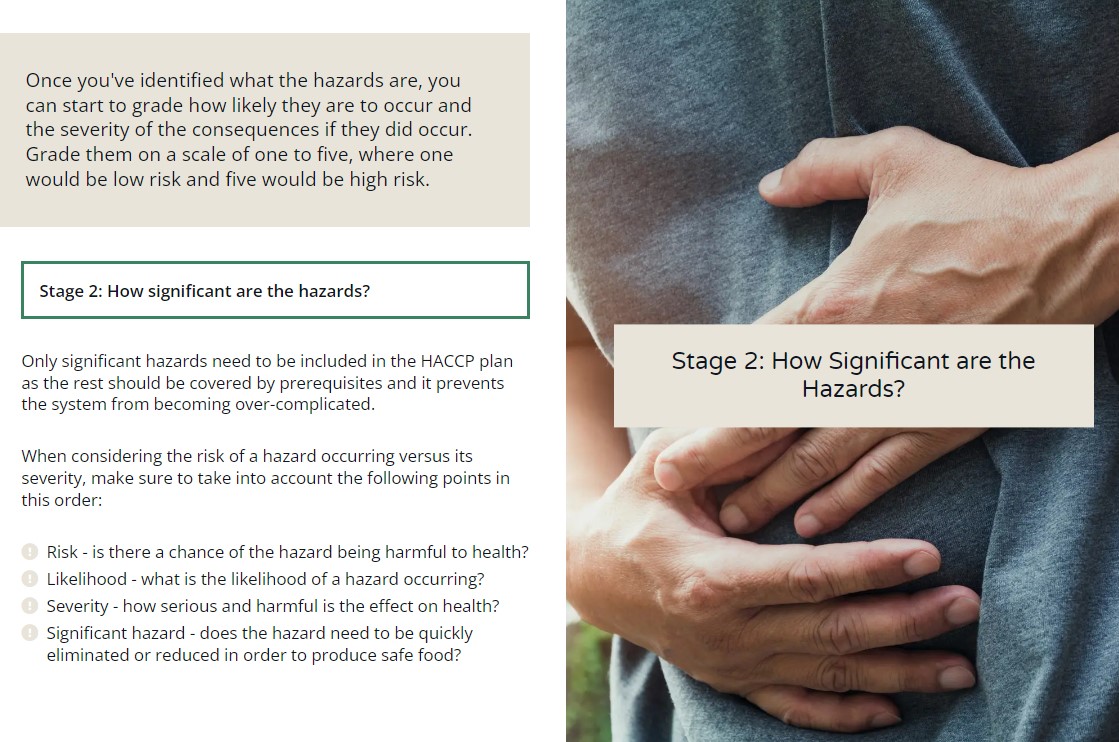 Once you've identified what the hazards are, you
can start to grade how likely they are to occur and
the severity of the consequences if they did occur.
Grade them on a scale of one to five, where one
would be low risk and five would be high risk.
Stage 2: How significant are the hazards?
Only significant hazards need to be included in the HACCP plan
as the rest should be covered by prerequisites and it prevents
the system from becoming over-complicated.
When considering the risk of a hazard occurring versus its
severity, make sure to take into account the following points in
this order:
Risk - is there a chance of the hazard being harmful to health?
Likelihood - what is the likelihood of a hazard occurring?
Severity - how serious and harmful is the effect on health?
Significant hazard - does the hazard need to be quickly
eliminated or reduced in order to produce safe food?
Stage 2: How Significant are the
Hazards?